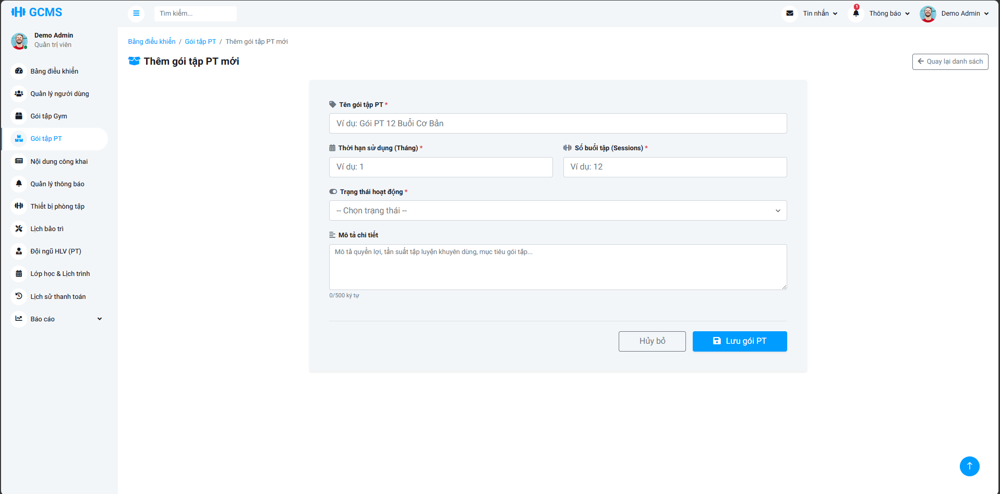 GCMS
Tìm kiếm...
Tin nhắn
1
Thông báo
Demo Admin
Demo Admin
Quản trị viên
Bảng điều khiển
Quản lý người dùng
Gói tập Gym
Gói tập PT
Nội dung công khai
Quản lý thông báo
Thiết bị phòng tập
Lịch bảo trì
Đội ngũ HLV (PT)
Lớp học & Lịch trình
Lịch sử thanh toán
Báo cáo
Bảng điều khiển / Gói tập PT / Thêm gói tập PT mới
Thêm gói tập PT mới
Quay lại danh sách
Tên gói tập PT *
Ví dụ: Gói PT 12 Buổi Cơ Bản
Thời hạn sử dụng (Tháng) *
Ví dụ: 1
Số buổi tập (Sessions) *
Ví dụ: 12
Trạng thái hoạt động *
-- Chọn trạng thái --
Mô tả chi tiết
Mô tả quyền lợi, tần suất tập luyện khuyên dùng, mục tiêu gói tập...
0/500 ký tự
Hủy bỏ
Lưu gói PT